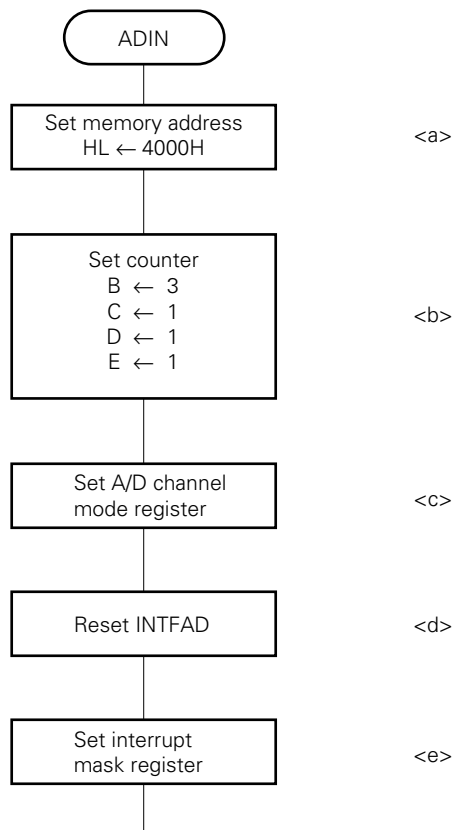 ADIN
Set memory address
HL ← 4000H
<a>
Set counter
B ← 3
C ← 1
D ← 1
E ← 1
<b>
Set A/D channel
mode register
<c>
Reset INTFAD
<d>
Set interrupt
mask register
<e>